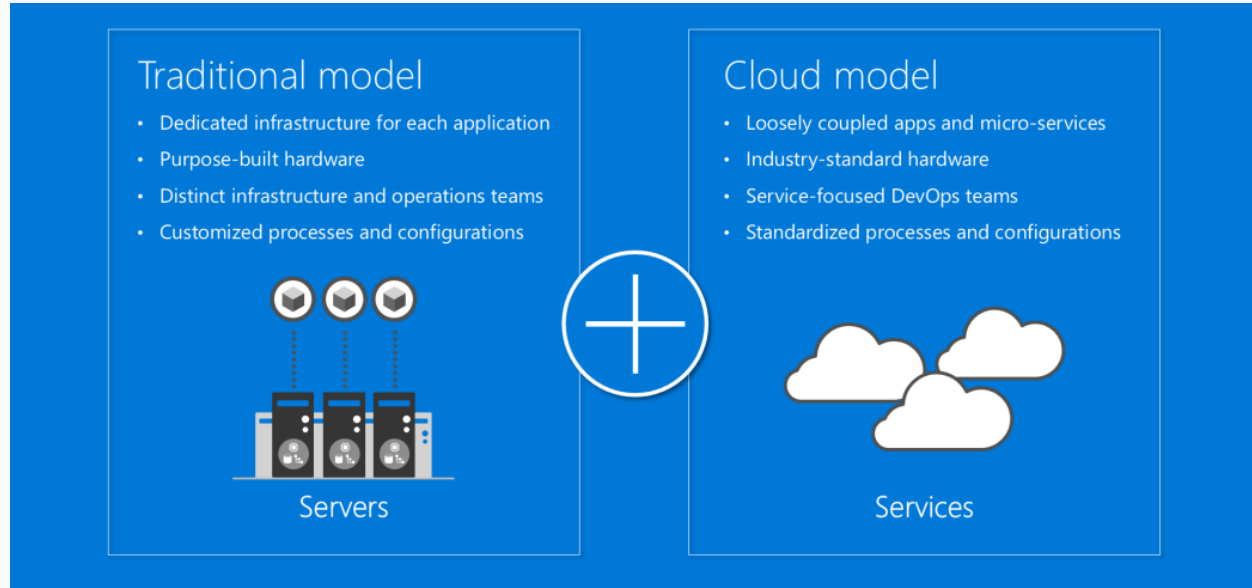 Traditional model
• Dedicated infrastructure for each application
• Purpose-built hardware
• Distinct infrastructure and operations teams
• Customized processes and configurations
Servers
Cloud model
• Loosely coupled apps and micro-services
• Industry-standard hardware
• Service-focused DevOps teams
• Standardized processes and configurations
Services